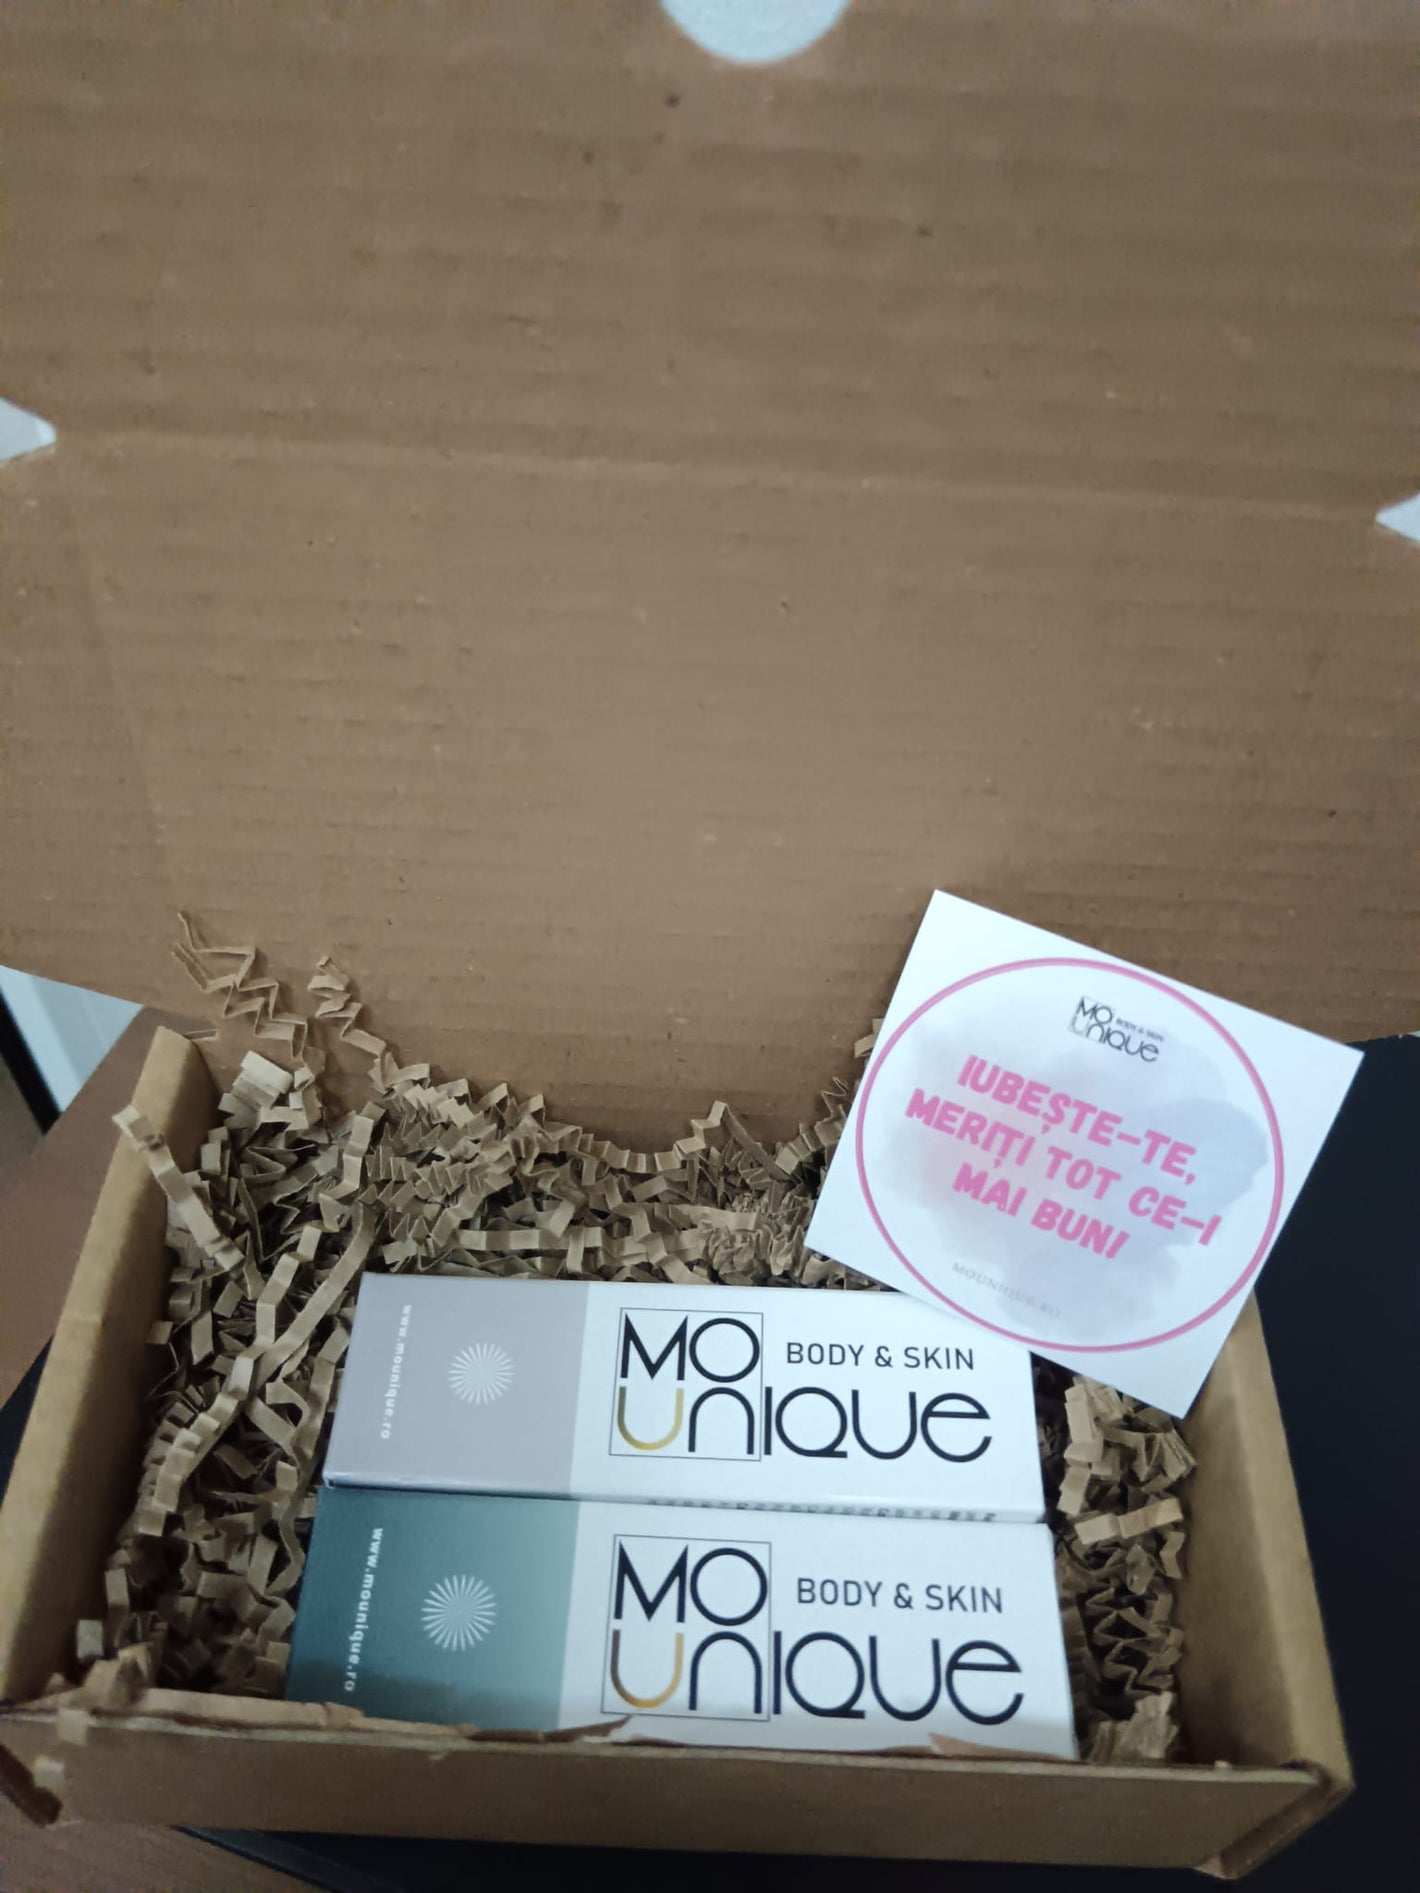 MO
UNIQUE
BODY & SKIN
IUBEȘTE-TE,
MERIȚI TOT CE-I
MAI BUN!
MOUNIQUE.RO
www.mounique.ro
MO
UNIQUE
BODY & SKIN
www.mounique.ro
MO
UNIQUE
BODY & SKIN